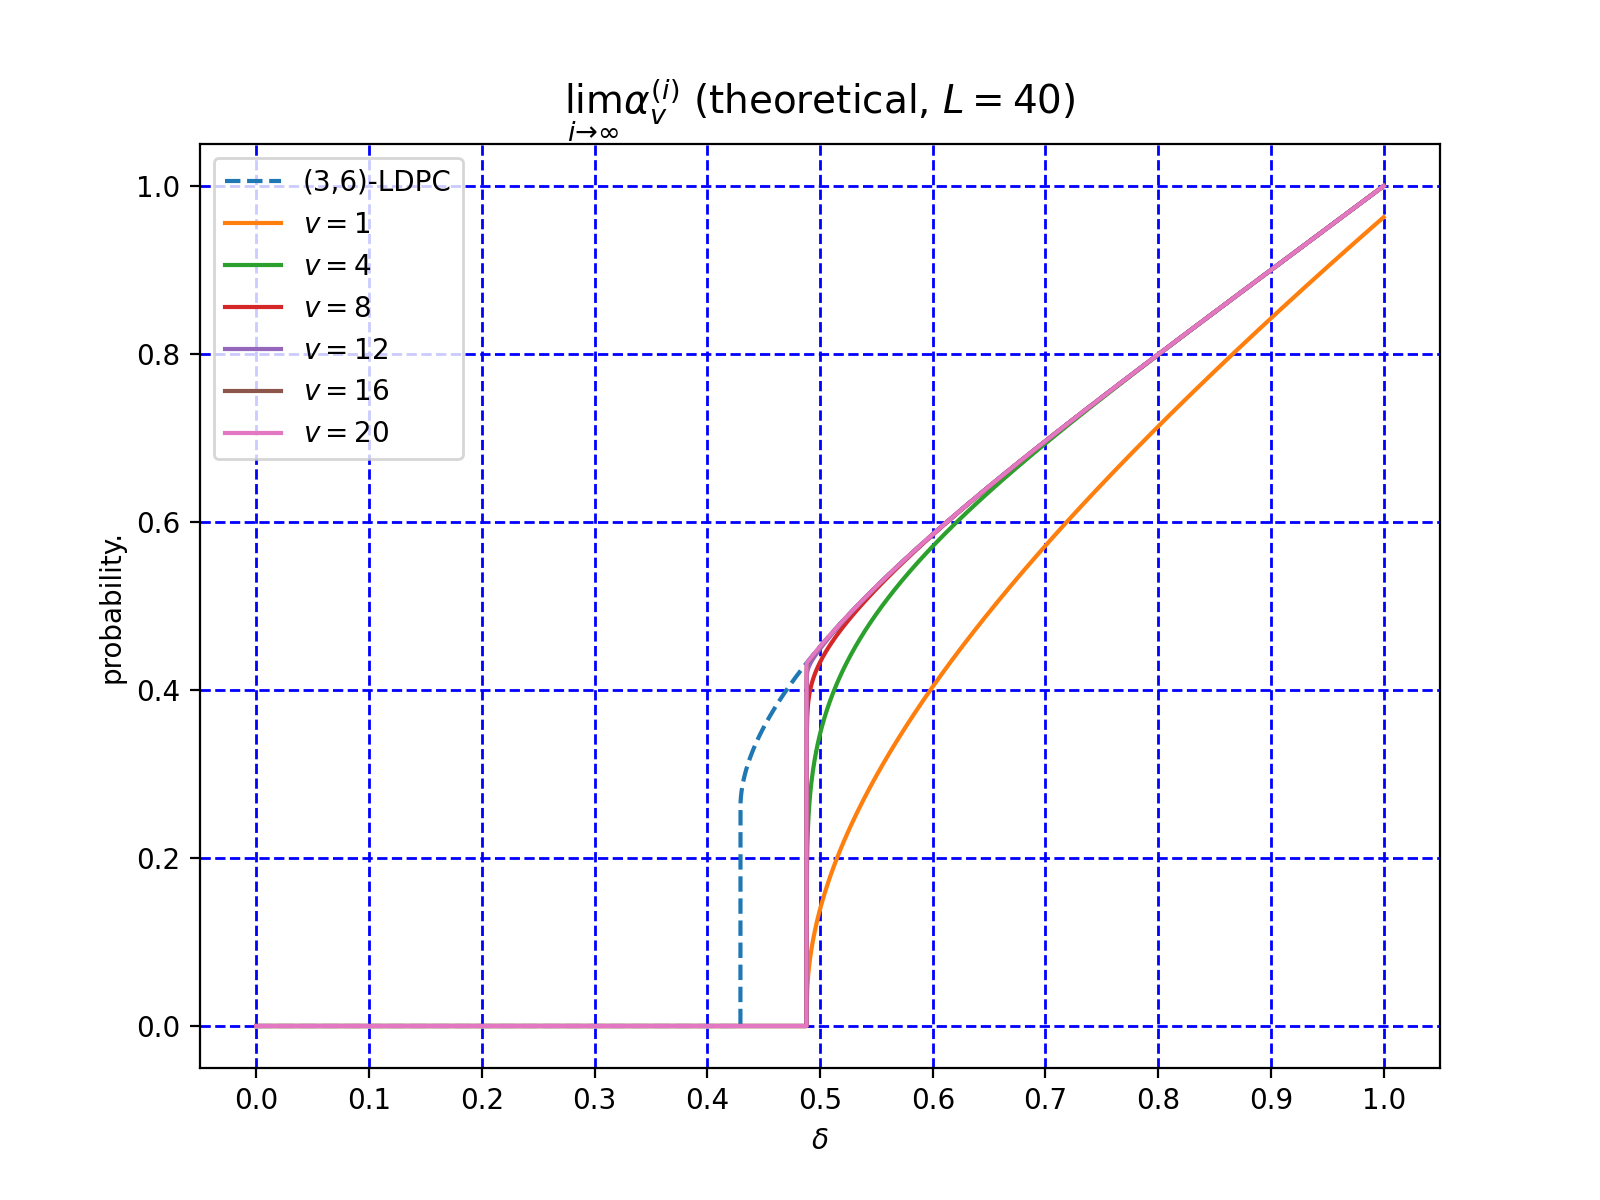 lim α_v^(i) (theoretical, L = 40)
i→∞
(3,6)-LDPC
v = 1
v = 4
v = 8
v = 12
v = 16
v = 20
1.0
0.8
0.6
0.4
0.2
0.0
probability.
0.0 0.1 0.2 0.3 0.4 0.5 0.6 0.7 0.8 0.9 1.0
δ